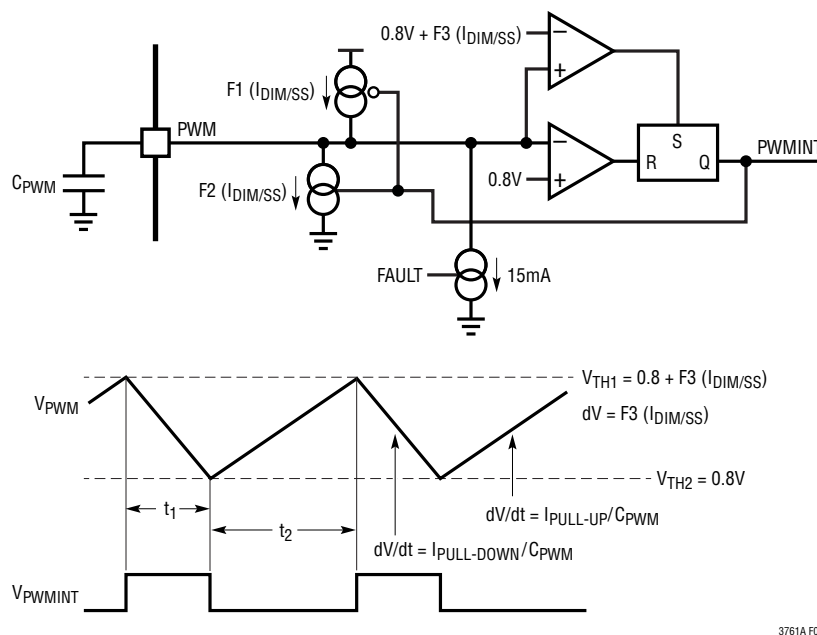 0.8V + F3 (IDIM/SS)
−
+
F1 (IDIM/SS)
PWM
CPWM
F2 (IDIM/SS)
−
0.8V
+
R
S
Q
PWMINT
FAULT
15mA
VTH1 = 0.8 + F3 (IDIM/SS)
VPWM
dV = F3 (IDIM/SS)
VTH2 = 0.8V
t1
t2
dV/dt = IPULL-UP/CPWM
dV/dt = IPULL-DOWN/CPWM
VPWMINT
3761A F0